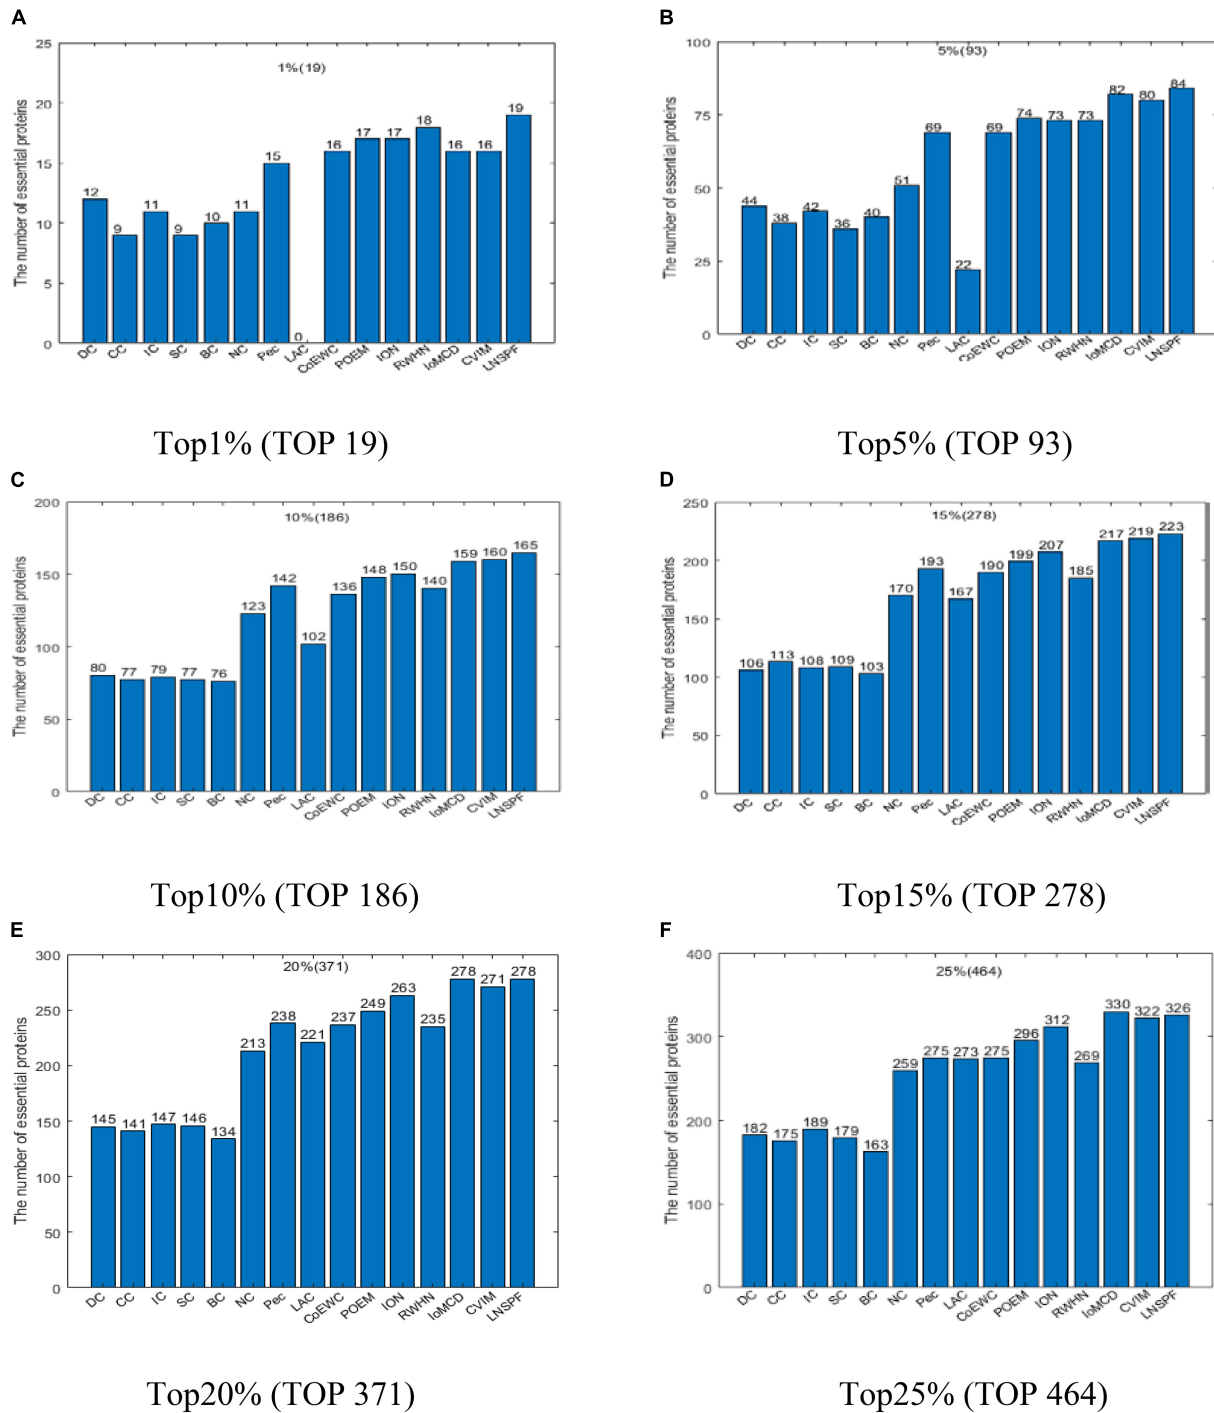 A
25
20
15
10
5
0
The number of essential proteins
1%(19)
12
9
11
9
10
11
15
0
16
17
17
18
16
16
19
DC
CC
IC
SC
BC
NC
Pec
LAC
CoEWC
POEM
ION
RWHN
IoMCD
CVIM
LNSPF
Top1% (TOP 19)
B
100
75
50
25
0
The number of essential proteins
5%(93)
44
38
42
36
40
51
69
22
69
74
73
73
82
80
84
DC
CC
IC
SC
BC
NC
Pec
LAC
CoEWC
POEM
ION
RWHN
IoMCD
CVIM
LNSPF
Top5% (TOP 93)
C
200
150
100
50
0
The number of essential proteins
10%(186)
80
77
79
77
76
123
142
102
136
148
150
140
159
160
165
DC
CC
IC
SC
BC
NC
Pec
LAC
CoEWC
POEM
ION
RWHN
IoMCD
CVIM
LNSPF
Top10% (TOP 186)
D
250
200
150
100
50
0
The number of essential proteins
15%(278)
106
113
108
109
103
170
193
167
190
199
207
185
217
219
223
DC
CC
IC
SC
BC
NC
Pec
LAC
CoEWC
POEM
ION
RWHN
IoMCD
CVIM
LNSPF
Top15% (TOP 278)
E
300
250
200
150
100
50
0
The number of essential proteins
20%(371)
145
141
147
146
134
213
238
221
237
249
263
235
278
271
278
DC
CC
IC
SC
BC
NC
Pec
LAC
CoEWC
POEM
ION
RWHN
IoMCD
CVIM
LNSPF
Top20% (TOP 371)
F
400
300
200
100
0
The number of essential proteins
25%(464)
182
175
189
179
163
259
275
273
275
296
312
269
330
322
326
DC
CC
IC
SC
BC
NC
Pec
LAC
CoEWC
POEM
ION
RWHN
IoMCD
CVIM
LNSPF
Top25% (TOP 464)